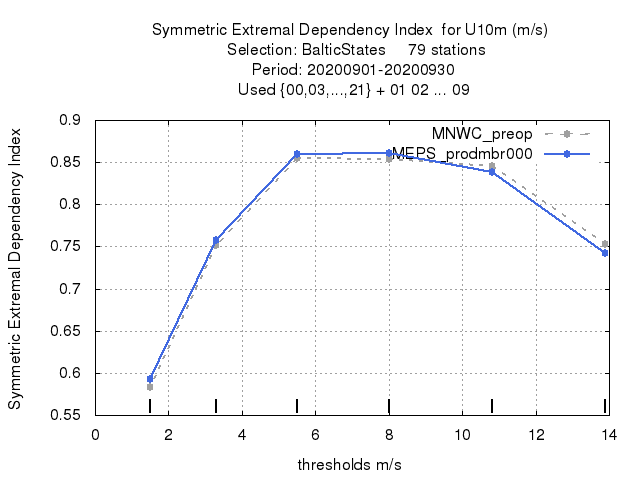 Symmetric Extremal Dependency Index  for U10m (m/s)
Selection: BalticStates     79 stations
Period: 20200901-20200930
Used {00,03,...,21} + 01 02 ... 09
MNWC_preop
MEPS_prodmbr000
Symmetric Extremal Dependency Index
0.9
0.85
0.8
0.75
0.7
0.65
0.6
0.55
0 2 4 6 8 10 12 14
thresholds m/s